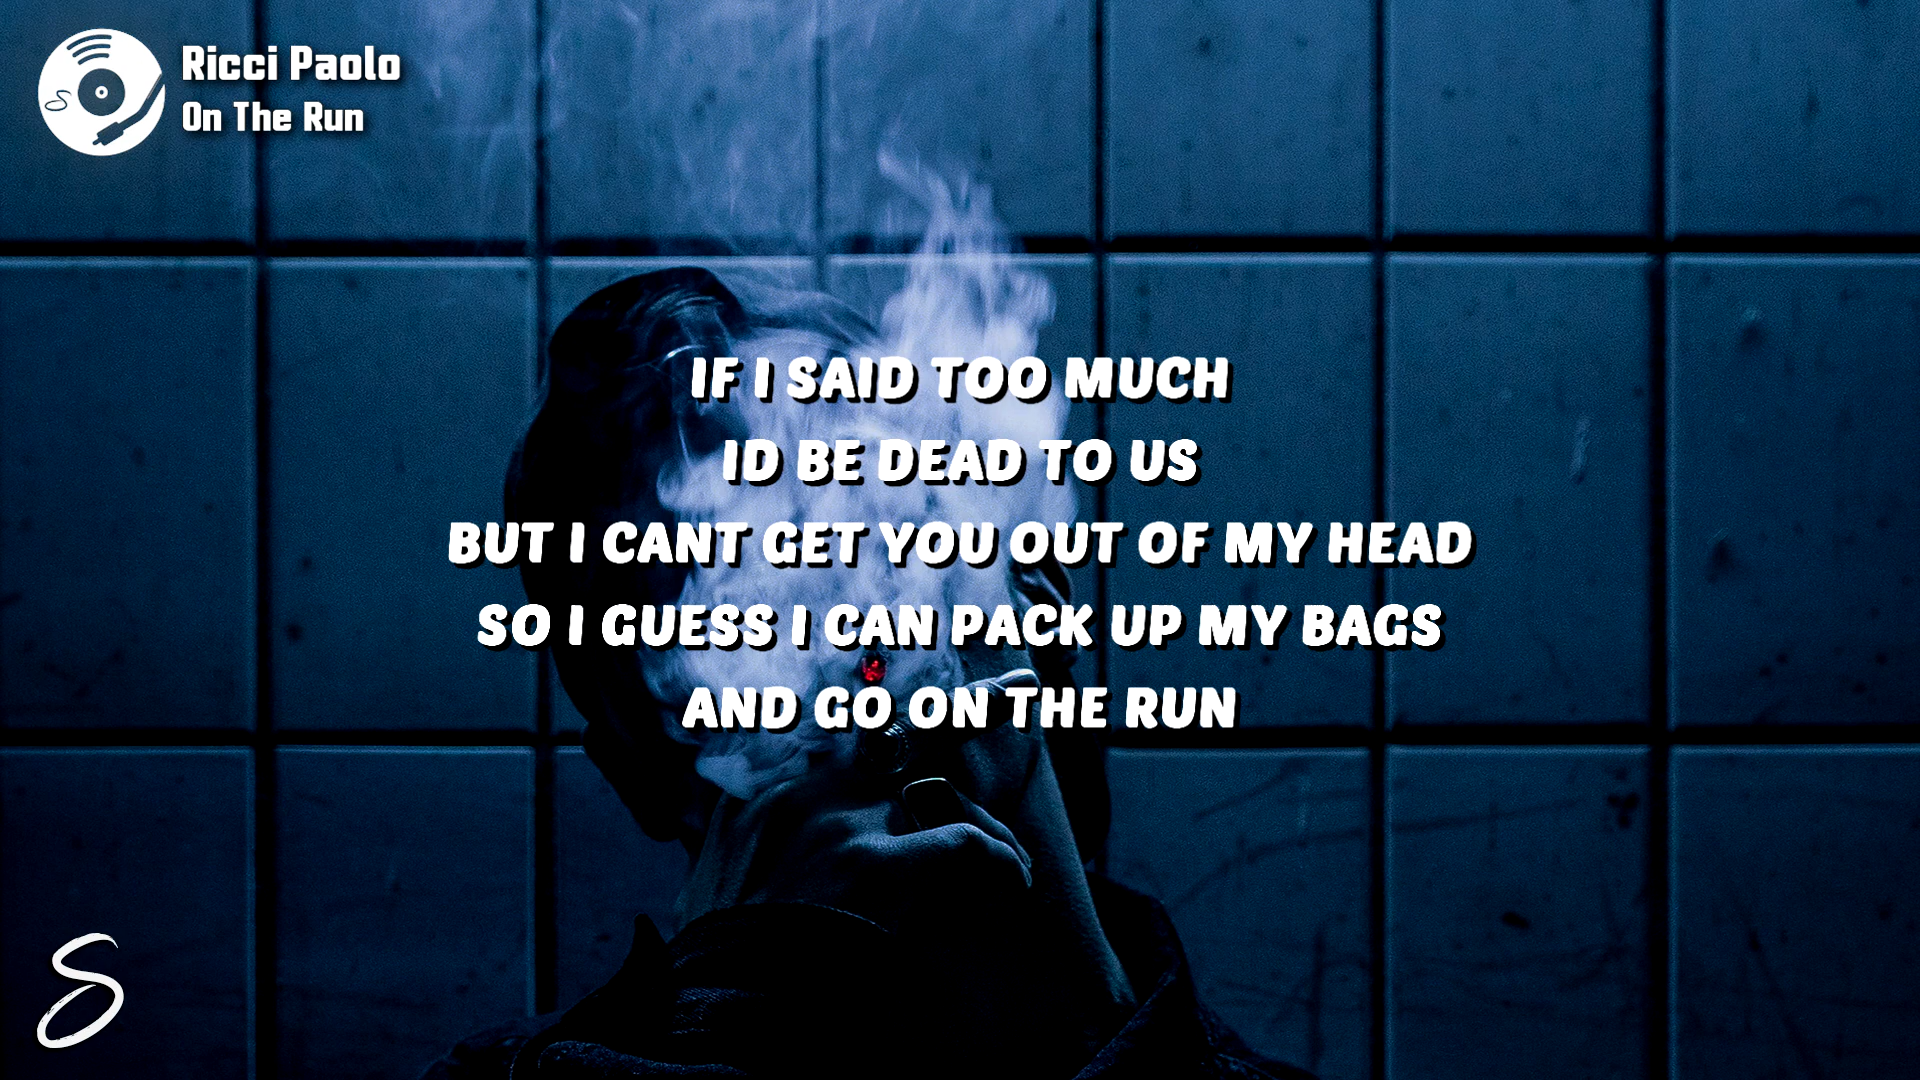 Ricci Paolo
On The Run
IF I SAID TOO MUCH
ID BE DEAD TO US
BUT I CANT GET YOU OUT OF MY HEAD
SO I GUESS I CAN PACK UP MY BAGS
AND GO ON THE RUN
S